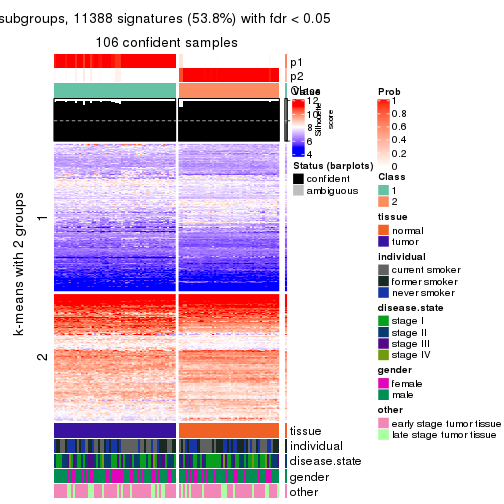 subgroups, 11388 signatures (53.8%) with fdr < 0.05
106 confident samples
p1
p2
Class
Silhouette
score
k-means with 2 groups
1
2
tissue
individual
disease.state
gender
other
Value
12
10
8
6
4
Status (barplots)
confident
ambiguous
Prob
1
0.8
0.6
0.4
0.2
0
Class
1
2
tissue
normal
tumor
individual
current smoker
former smoker
never smoker
disease.state
stage I
stage II
stage III
stage IV
gender
female
male
other
early stage tumor tissue
late stage tumor tissue